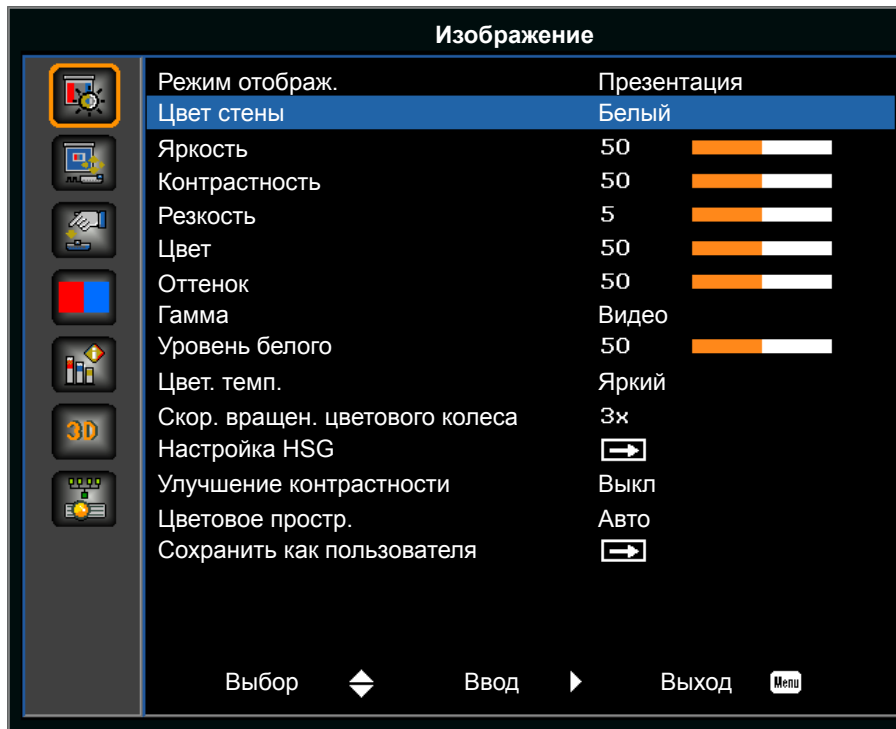 Изображение
Режим отображ. Презентация
Цвет стены Белый
Яркость 50
Контрастность 50
Резкость 5
Цвет 50
Оттенок 50
Гамма Видео
Уровень белого 50
Цвет. темп. Яркий
Скор. вращен. цветового колеса 3x
Настройка HSG
Улучшение контрастности Выкл
Цветовое простр. Авто
Сохранить как пользователя
3D
Выбор Ввод Выход Menu